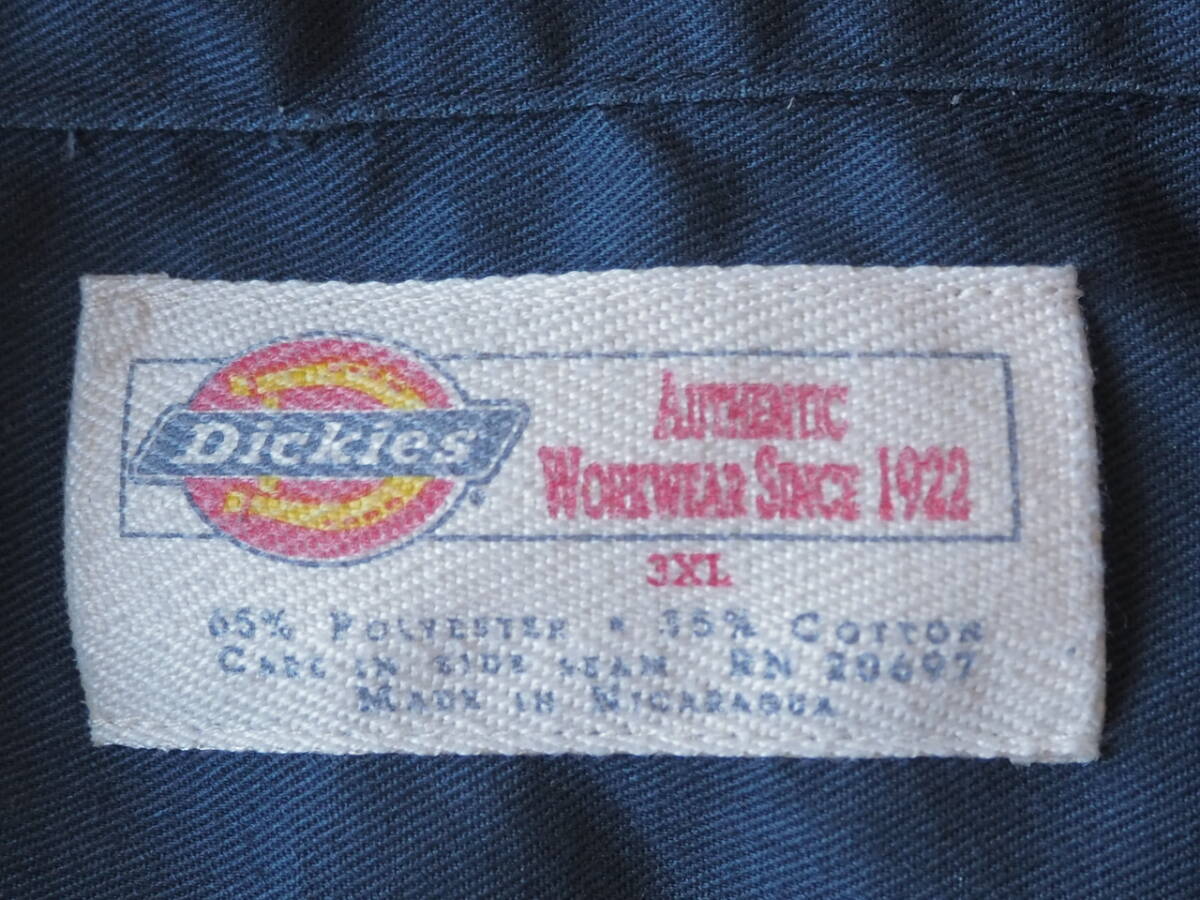 Dickies®
AUTHENTIC
WORKWEAR SINCE 1922
3XL
65% POLYESTER * 35% COTTON
CARE IN SIDE SEAM RN 20697
MADE IN NICARAGUA